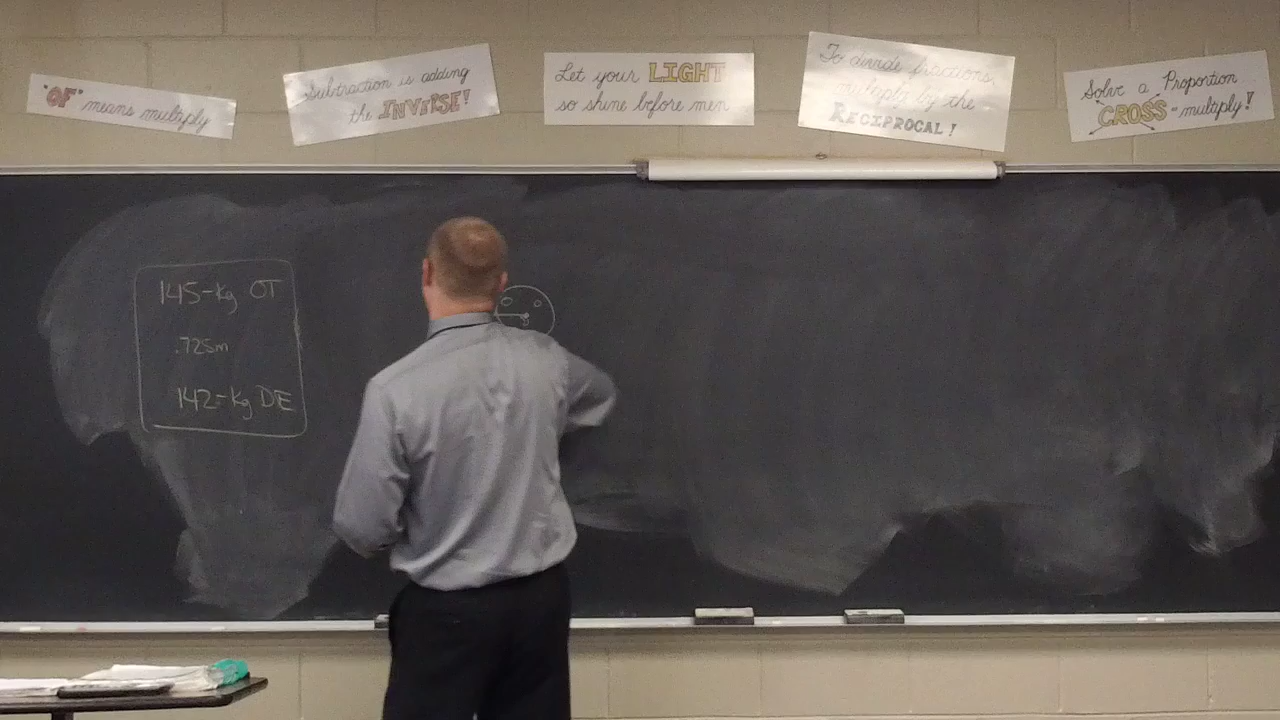 "OF" means multiply
Subtraction is adding
the INVERSE!
Let your LIGHT
so shine before men
To divide fractions,
multiply by the
RECIPROCAL!
Solve a Proportion...
CROSS-multiply!
145-kg OT
.725m
142-kg DE